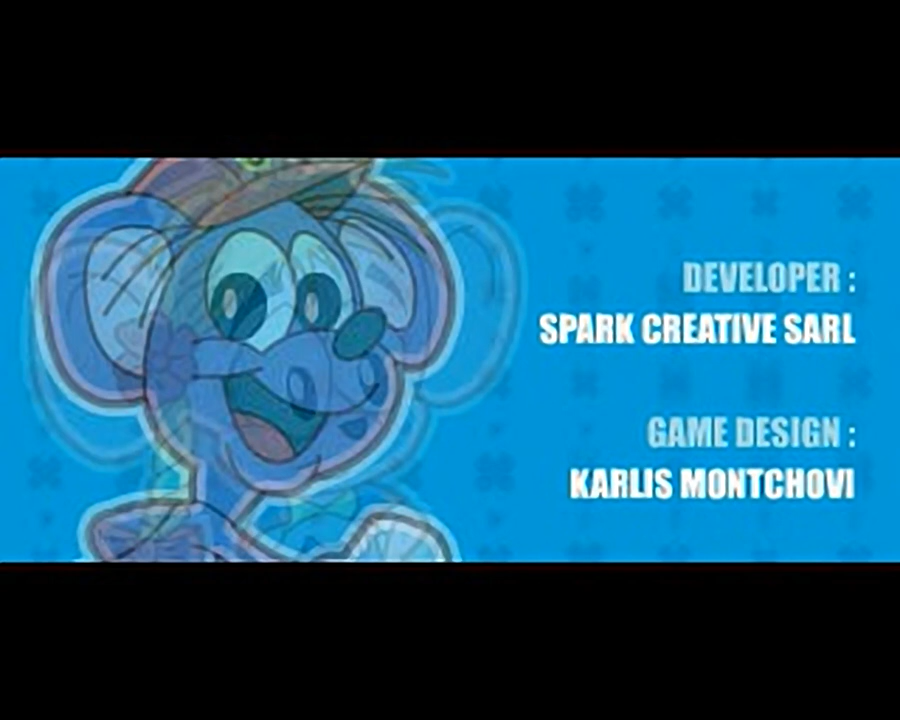 DEVELOPER :
SPARK CREATIVE SARL
GAME DESIGN :
KARLIS MONTCHOVI